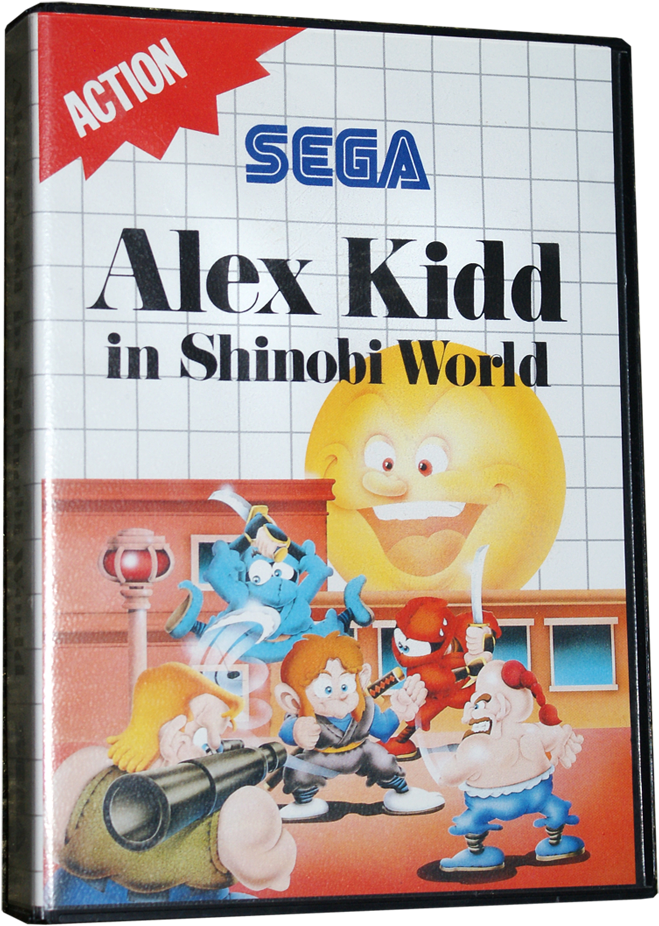 ACTION
SEGA
Alex Kidd
in Shinobi World